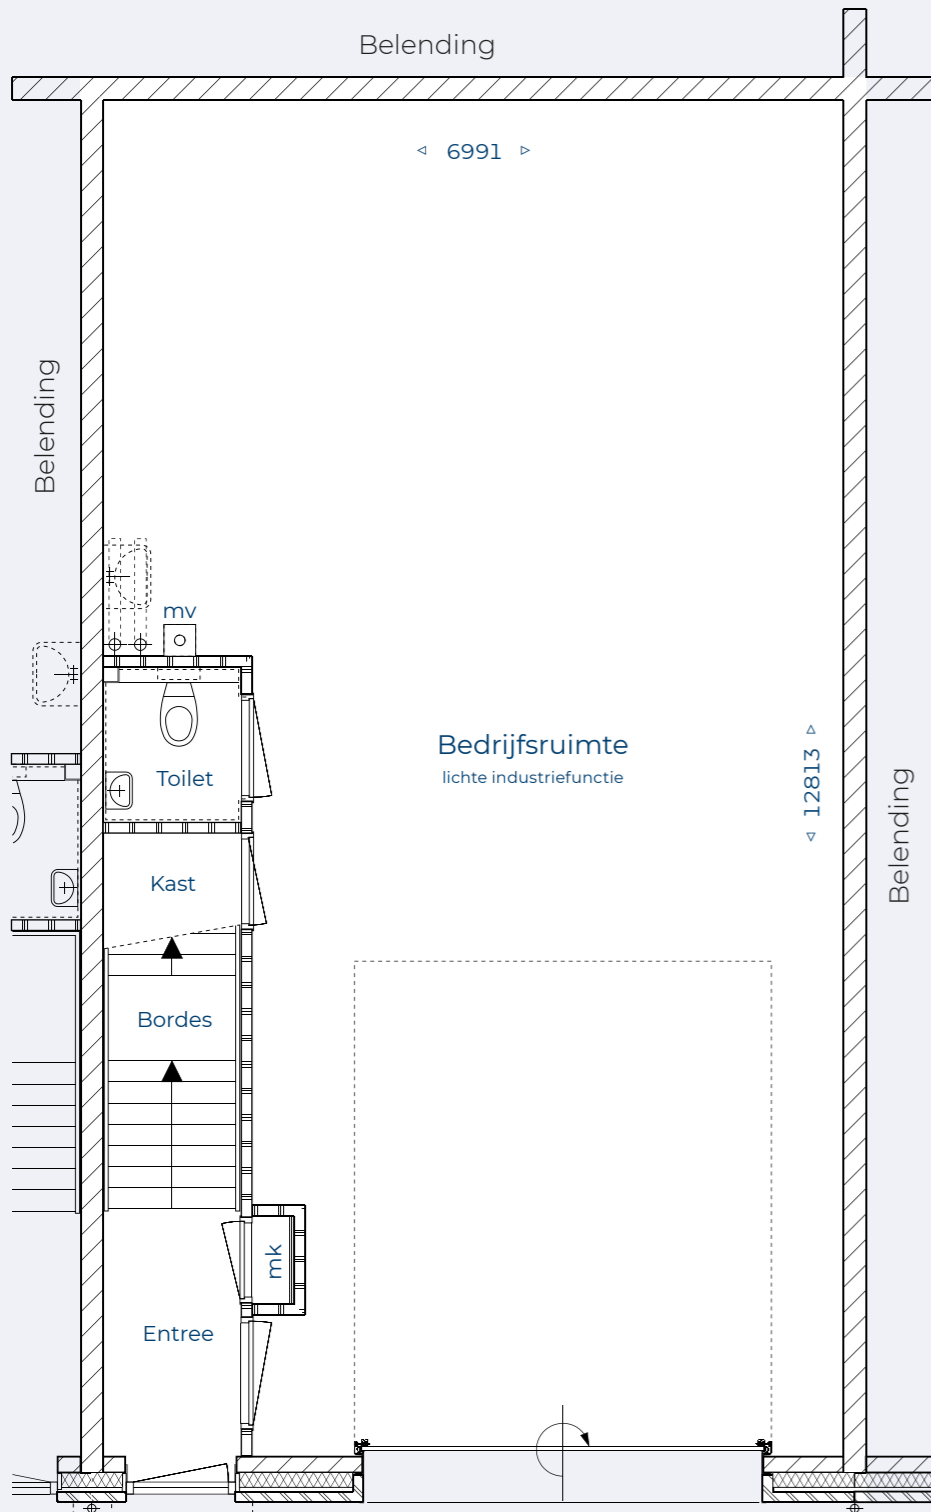 Belending
6991
Belending
mv
Bedrijfsruimte
lichte industriefunctie
12813
Belending
Toilet
Kast
Bordes
mk
Entree